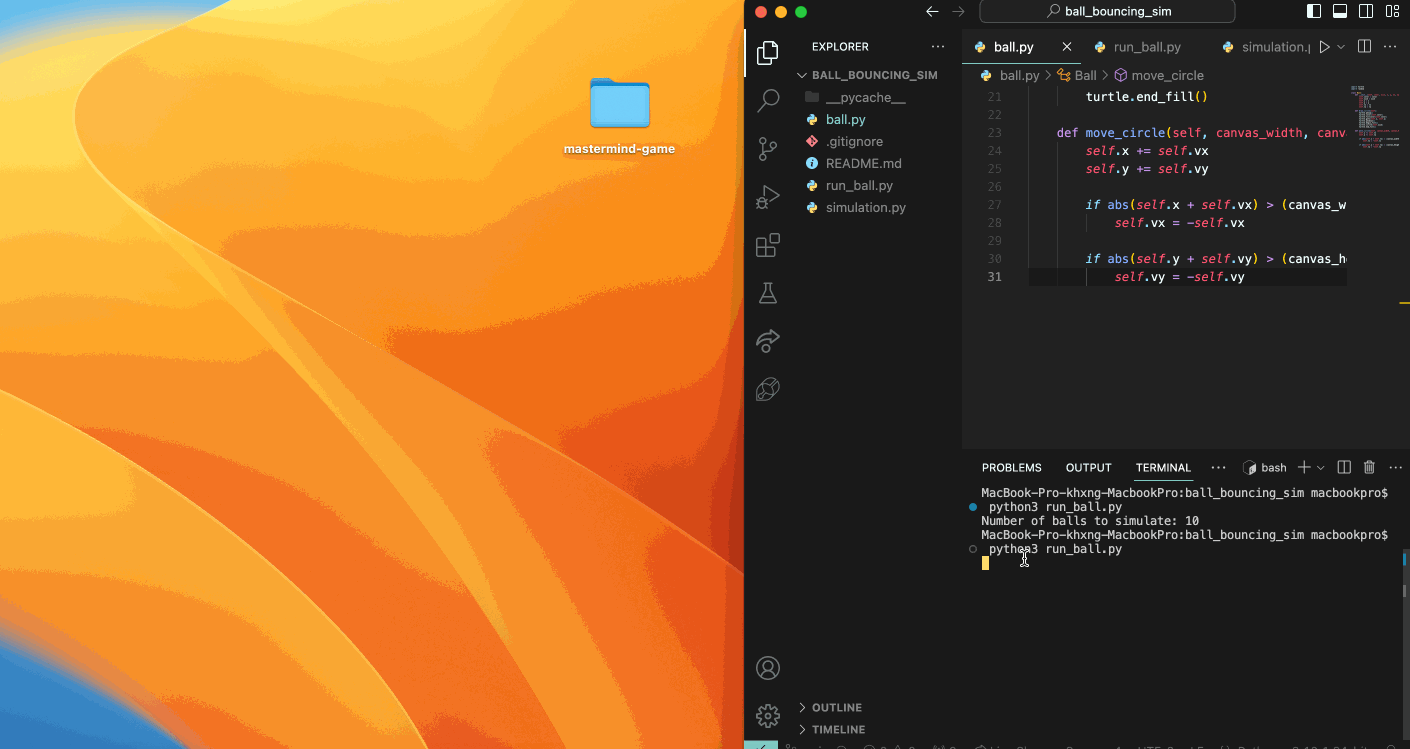 mastermind-game
ball_bouncing_sim
EXPLORER
BALL_BOUNCING_SIM
__pycache__
ball.py
.gitignore
README.md
run_ball.py
simulation.py
ball.py
run_ball.py
simulation.p
ball.py > Ball > move_circle
21 turtle.end_fill()
22
23 def move_circle(self, canvas_width, canv
24 self.x += self.vx
25 self.y += self.vy
26
27 if abs(self.x + self.vx) > (canvas_w
28 self.vx = -self.vx
29
30 if abs(self.y + self.vy) > (canvas_h
31 self.vy = -self.vy
PROBLEMS OUTPUT TERMINAL bash
MacBook-Pro-khxng-MacbookPro:ball_bouncing_sim macbookpro$
python3 run_ball.py
Number of balls to simulate: 10
MacBook-Pro-khxng-MacbookPro:ball_bouncing_sim macbookpro$
python3 run_ball.py
OUTLINE
TIMELINE